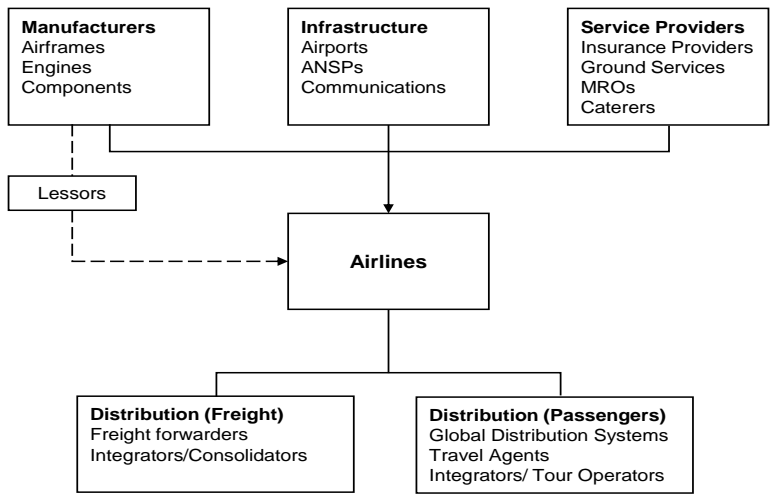 Manufacturers
Airframes
Engines
Components
Infrastructure
Airports
ANSPs
Communications
Service Providers
Insurance Providers
Ground Services
MROs
Caterers
Lessors
Airlines
Distribution (Freight)
Freight forwarders
Integrators/Consolidators
Distribution (Passengers)
Global Distribution Systems
Travel Agents
Integrators/ Tour Operators